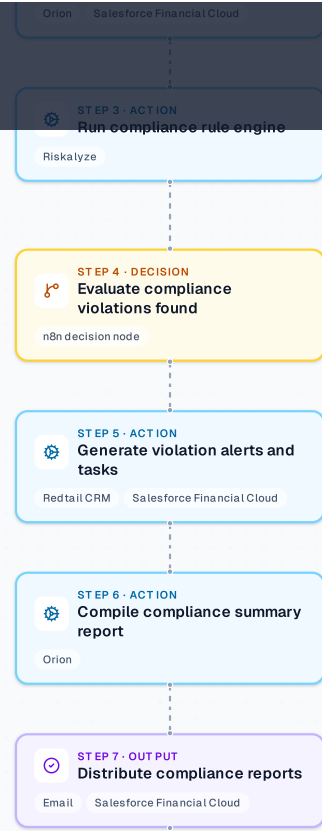 Orion Salesforce Financial Cloud
STEP 3 · ACTION
Run compliance rule engine
Riskalyze
STEP 4 · DECISION
Evaluate compliance
violations found
n8n decision node
STEP 5 · ACTION
Generate violation alerts and
tasks
Redtail CRM Salesforce Financial Cloud
STEP 6 · ACTION
Compile compliance summary
report
Orion
STEP 7 · OUTPUT
Distribute compliance reports
Email Salesforce Financial Cloud